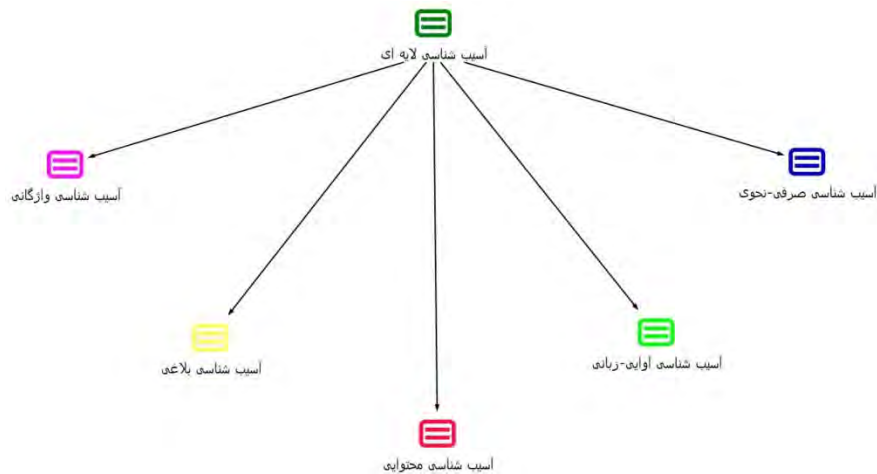 آسیب شناسی لایه ای
آسیب شناسی صرفی-نحوی
آسیب شناسی واژگانی
آسیب شناسی آوایی-زبانی
آسیب شناسی بلاغی
آسیب شناسی محتوایی